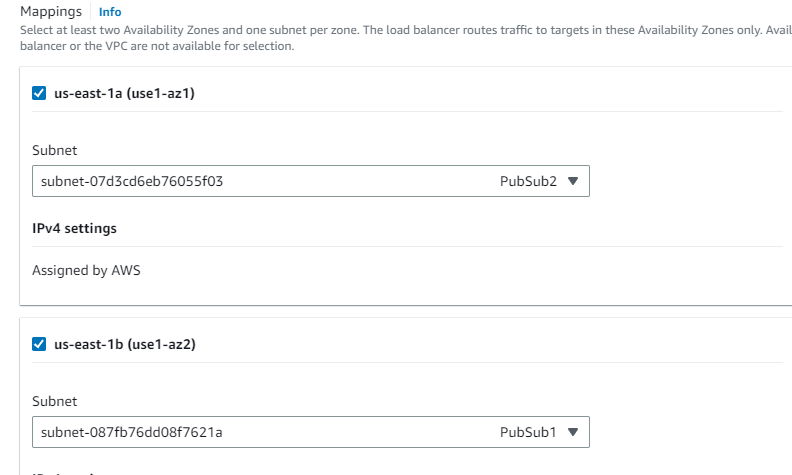 Mappings Info
Select at least two Availability Zones and one subnet per zone. The load balancer routes traffic to targets in these Availability Zones only.
balancer or the VPC are not available for selection.
us-east-1a (use1-az1)
Subnet
subnet-07d3cd6eb76055f03 PubSub2
IPv4 settings
Assigned by AWS
us-east-1b (use1-az2)
Subnet
subnet-087fb76dd08f7621a PubSub1